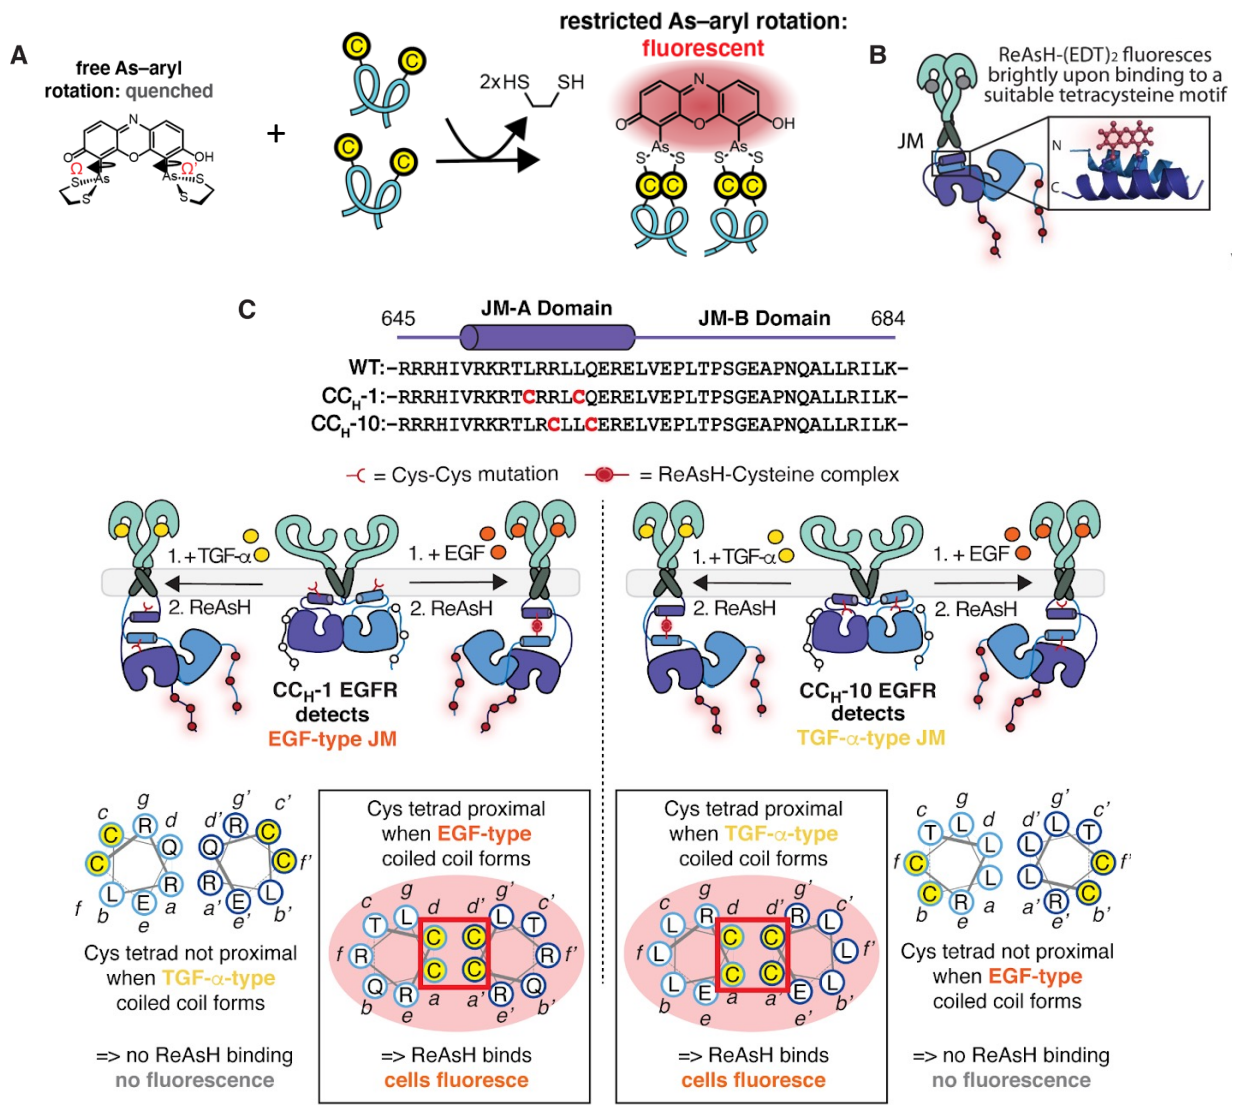 A
free As–aryl
rotation: quenched
N
O
O
OH
Ω
Ω'
As
As
S
S
S
S
+
C
C
C
C
2xHS
SH
restricted As–aryl rotation:
fluorescent
N
O
O
OH
As
As
S
S
S
S
C
C
C
C
B
ReAsH-(EDT)2 fluoresces
brightly upon binding to a
suitable tetracysteine motif
JM
N
C
C
645
JM-A Domain
JM-B Domain
684
WT:–RRRHIVRKRTLRRLLQERELVEPLTPSGEAPNQALLRILK–
CCH-1:–RRRHIVRKRTCRRLCQERELVEPLTPSGEAPNQALLRILK–
CCH-10:–RRRHIVRKRTLRCLLCERELVEPLTPSGEAPNQALLRILK–
= Cys-Cys mutation
= ReAsH-Cysteine complex
1. +TGF-α
2. ReAsH
1. + EGF
2. ReAsH
CCH-1 EGFR
detects
EGF-type JM
1. +TGF-α
2. ReAsH
1. + EGF
2. ReAsH
CCH-10 EGFR
detects
TGF-α-type JM
c
g
d
f
b
e
a
C
R
Q
C
R
L
E
g'
d'
c'
f'
a'
e'
b'
R
C
Q
C
R
E
L
Cys tetrad not proximal
when TGF-α-type
coiled coil forms
=> no ReAsH binding
no fluorescence
Cys tetrad proximal
when EGF-type
coiled coil forms
c
g
d
f
b
e
a
T
L
C
R
C
Q
R
d'
g'
c'
f'
a'
e'
b'
C
L
T
R
C
R
Q
=> ReAsH binds
cells fluoresce
Cys tetrad proximal
when TGF-α-type
coiled coil forms
c
g
d
f
b
e
a
L
R
C
L
C
L
E
d'
g'
c'
f'
a'
e'
b'
C
R
L
L
C
E
L
=> ReAsH binds
cells fluoresce
c
g
d
f
b
e
a
T
L
L
C
L
C
R
g'
d'
c'
f'
a'
e'
b'
L
L
T
C
L
R
C
Cys tetrad not proximal
when EGF-type
coiled coil forms
=> no ReAsH binding
no fluorescence